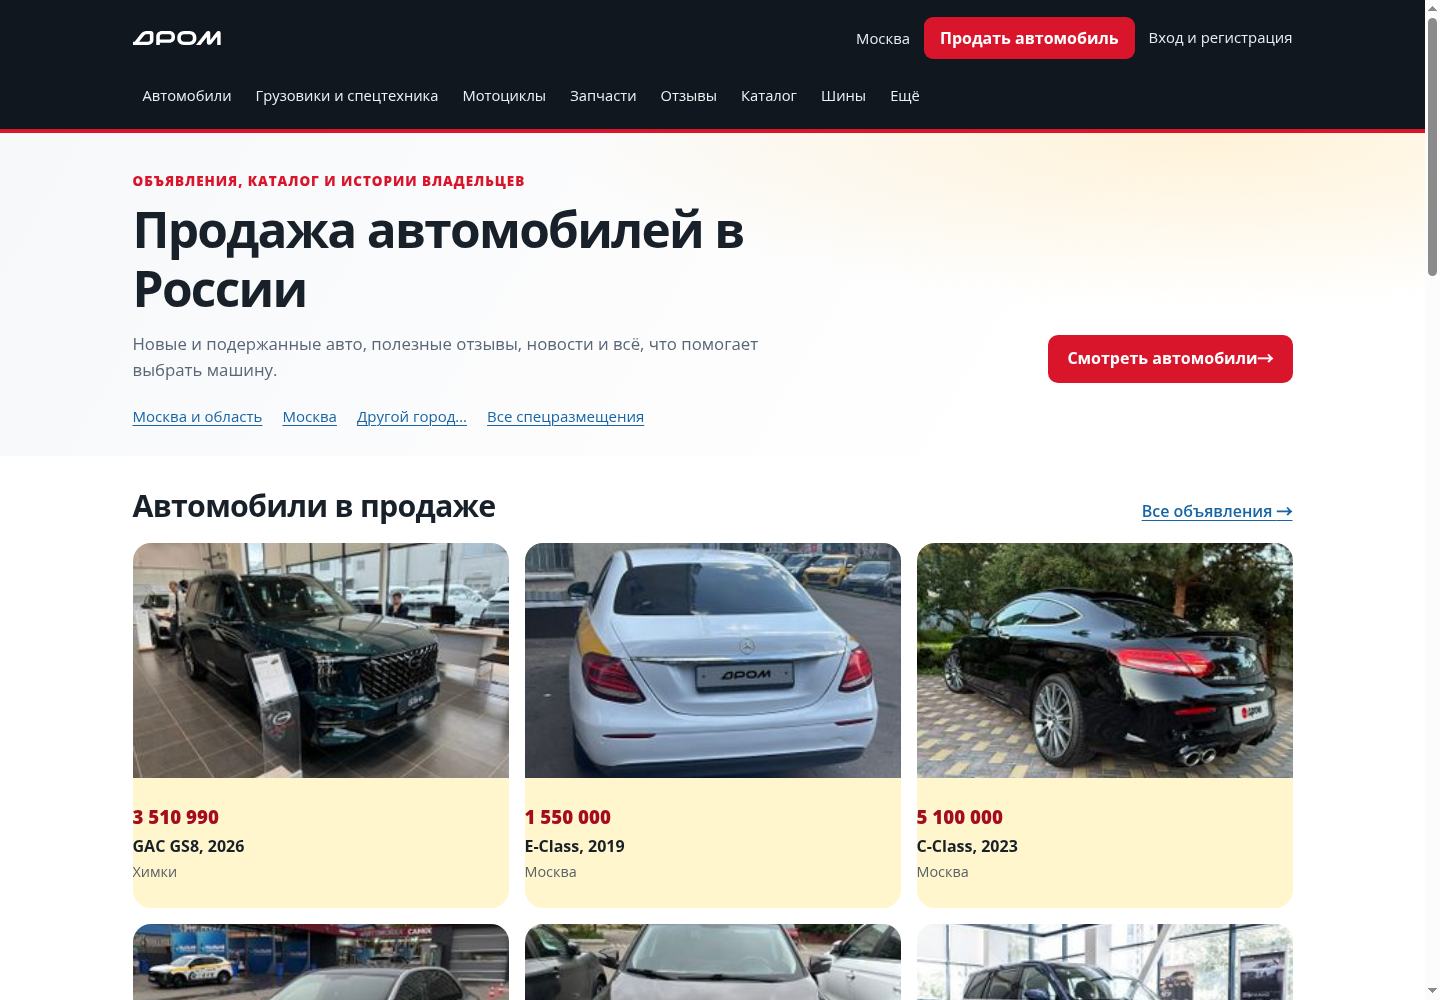 ДРОМ
Москва
Продать автомобиль
Вход и регистрация
Автомобили
Грузовики и спецтехника
Мотоциклы
Запчасти
Отзывы
Каталог
Шины
Ещё
ОБЪЯВЛЕНИЯ, КАТАЛОГ И ИСТОРИИ ВЛАДЕЛЬЦЕВ
Продажа автомобилей в
России
Новые и подержанные авто, полезные отзывы, новости и всё, что помогает
выбрать машину.
Смотреть автомобили→
Москва и область
Москва
Другой город...
Все спецразмещения
Автомобили в продаже
Все объявления →
ДРОМ
ДРОМ
3 510 990
GAC GS8, 2026
Химки
1 550 000
E-Class, 2019
Москва
5 100 000
C-Class, 2023
Москва